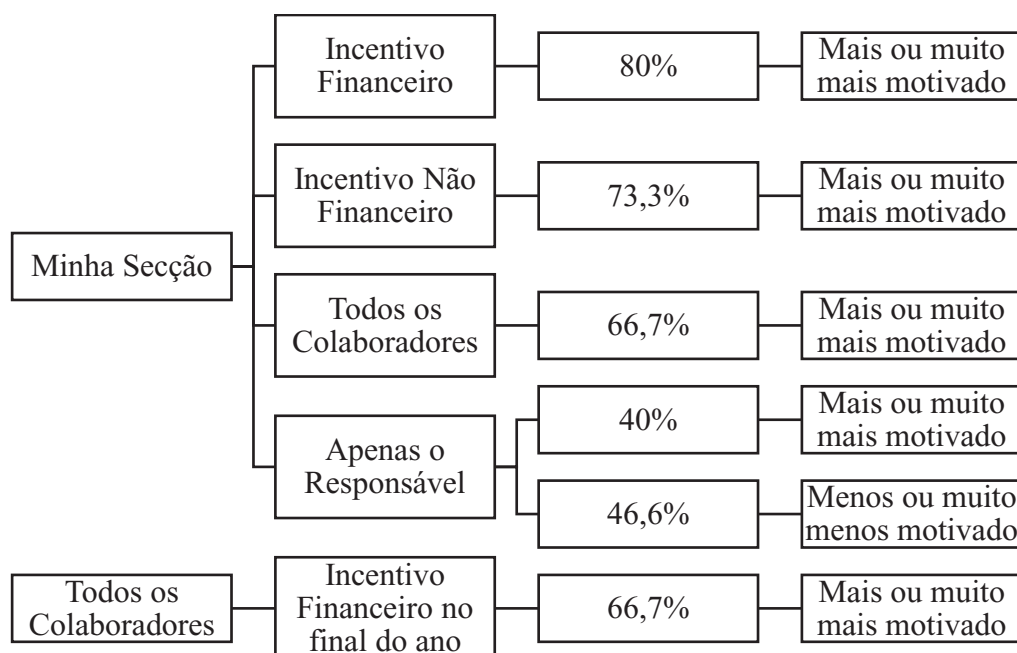 Incentivo
Financeiro
80%
Mais ou muito
mais motivado
Incentivo Não
Financeiro
73,3%
Mais ou muito
mais motivado
Minha Secção
Todos os
Colaboradores
66,7%
Mais ou muito
mais motivado
Apenas o
Responsável
40%
Mais ou muito
mais motivado
46,6%
Menos ou muito
menos motivado
Todos os
Colaboradores
Incentivo
Financeiro no
final do ano
66,7%
Mais ou muito
mais motivado